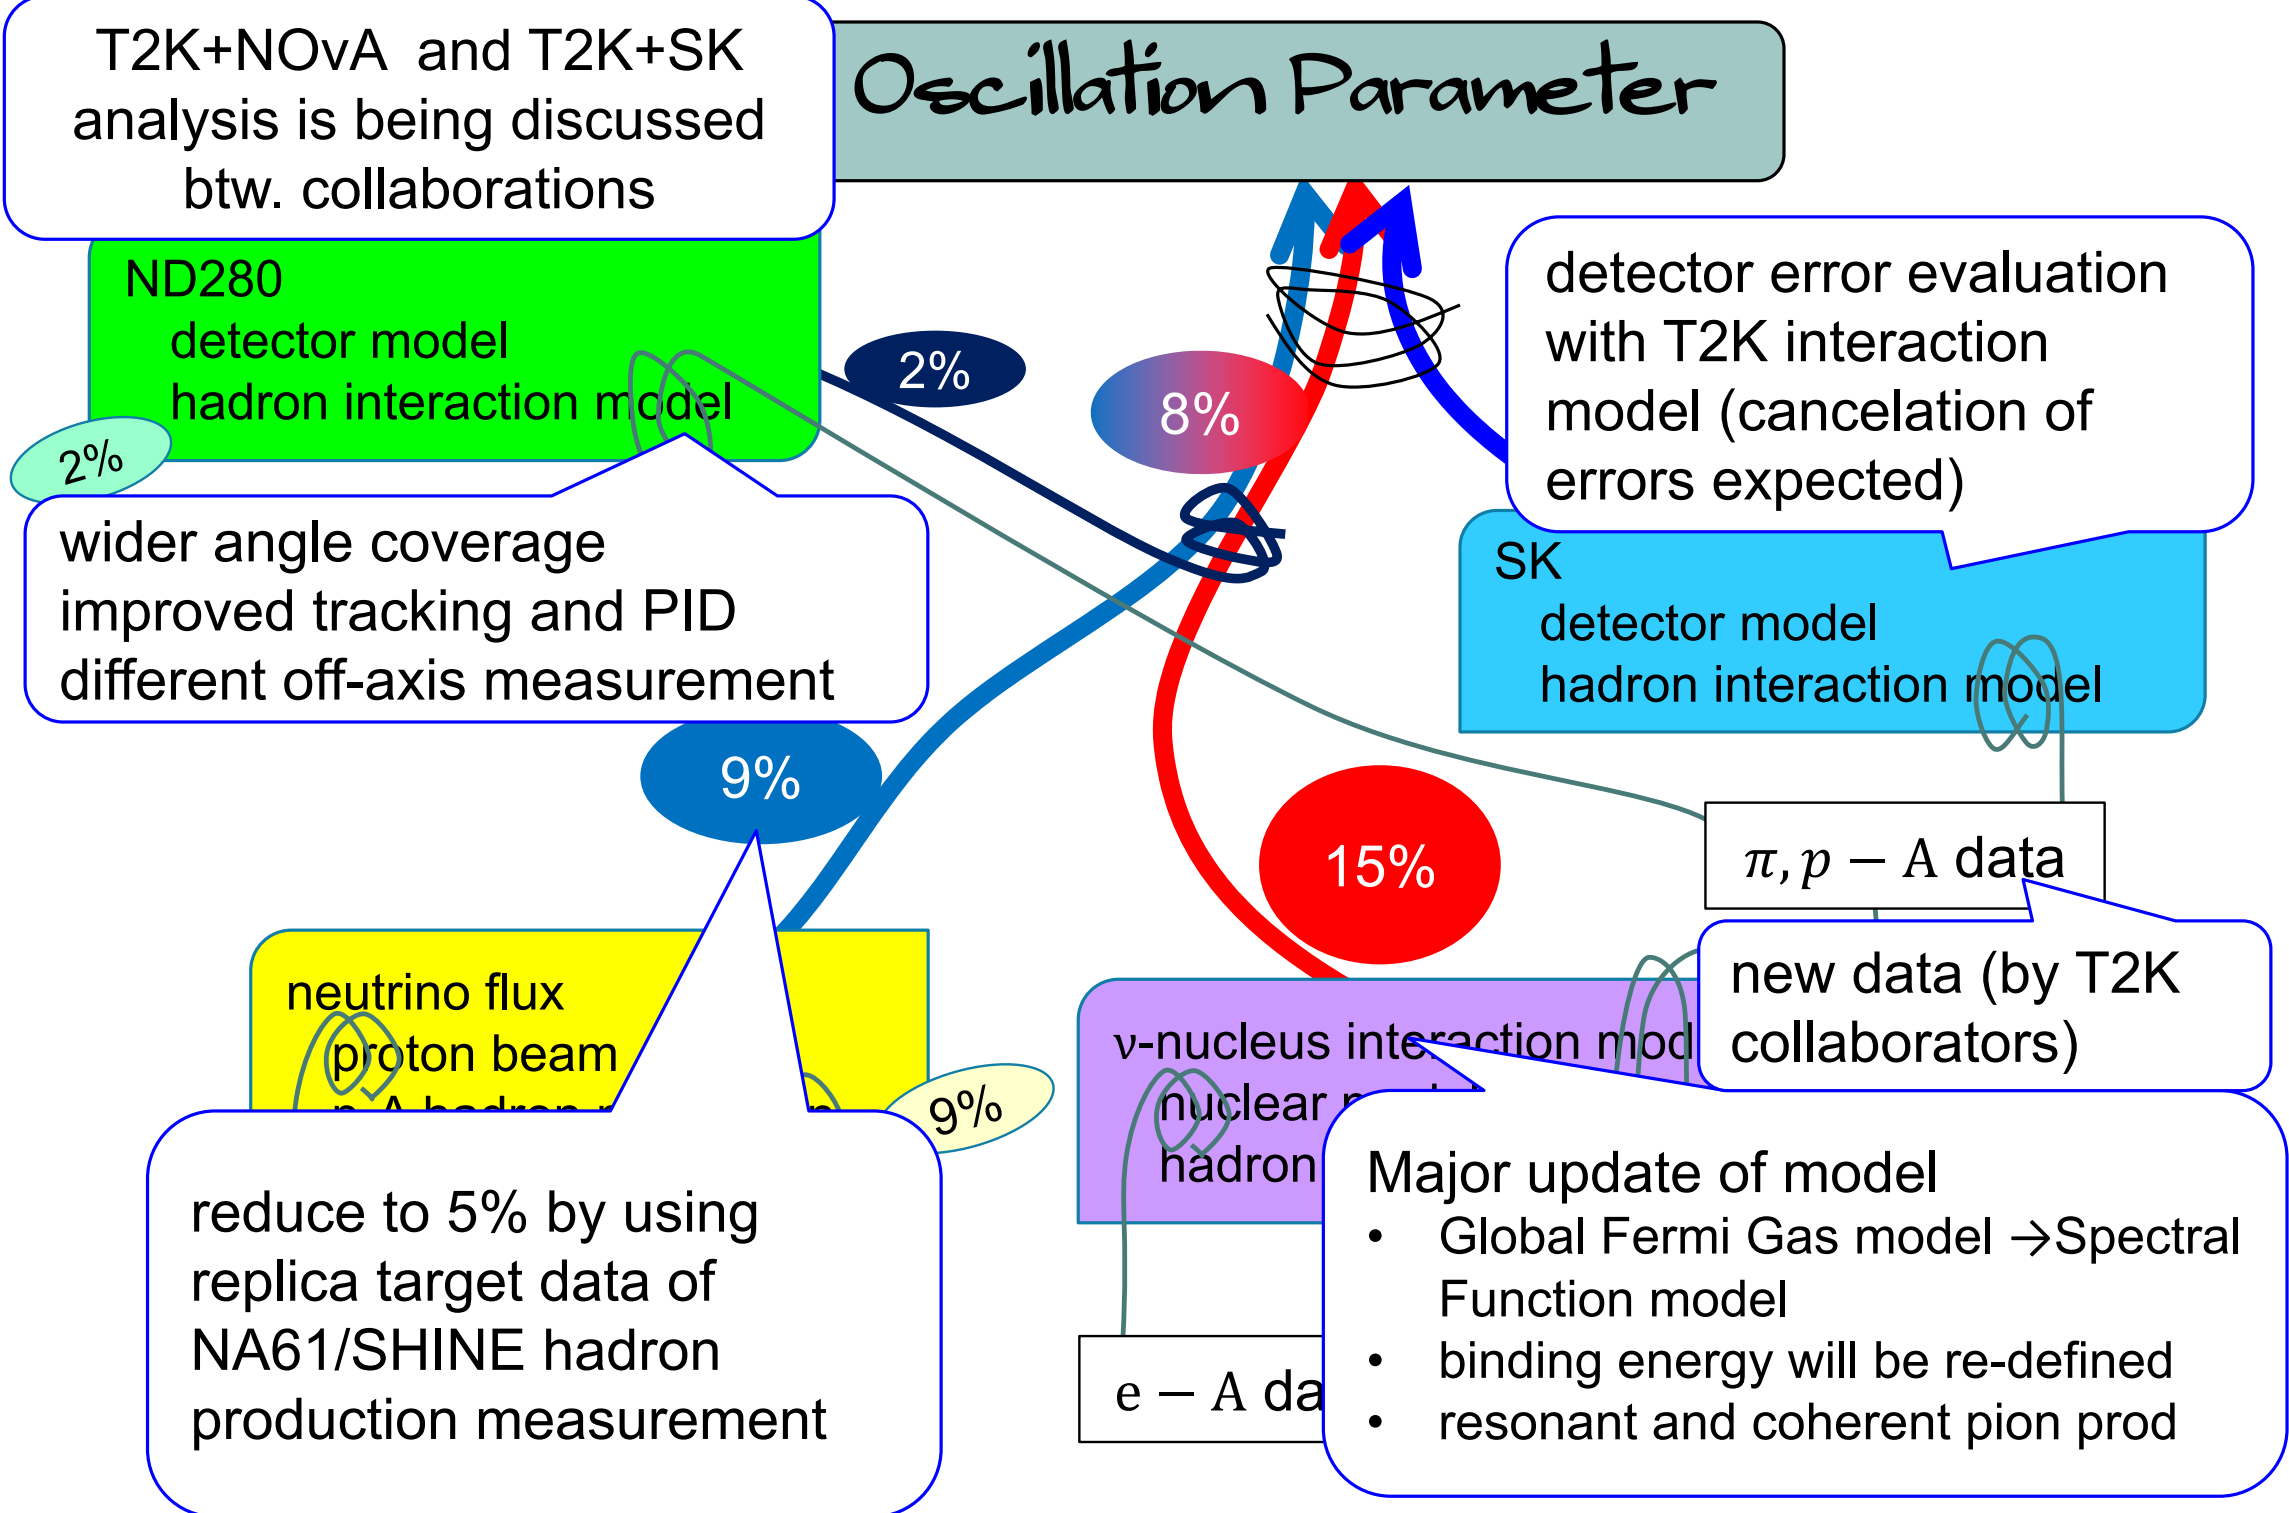 T2K+NOvA and T2K+SK
analysis is being discussed
btw. collaborations
Oscillation Parameter
ND280
detector model
hadron interaction model
2%
2%
8%
detector error evaluation
with T2K interaction
model (cancelation of
errors expected)
wider angle coverage
improved tracking and PID
different off-axis measurement
SK
detector model
hadron interaction model
9%
15%
π, p − A data
new data (by T2K
collaborators)
neutrino flux
proton beam
9%
reduce to 5% by using
replica target data of
NA61/SHINE hadron
production measurement
ν-nucleus interaction mod
nuclear
hadron
e − A da
Major update of model
• Global Fermi Gas model →Spectral
Function model
• binding energy will be re-defined
• resonant and coherent pion prod